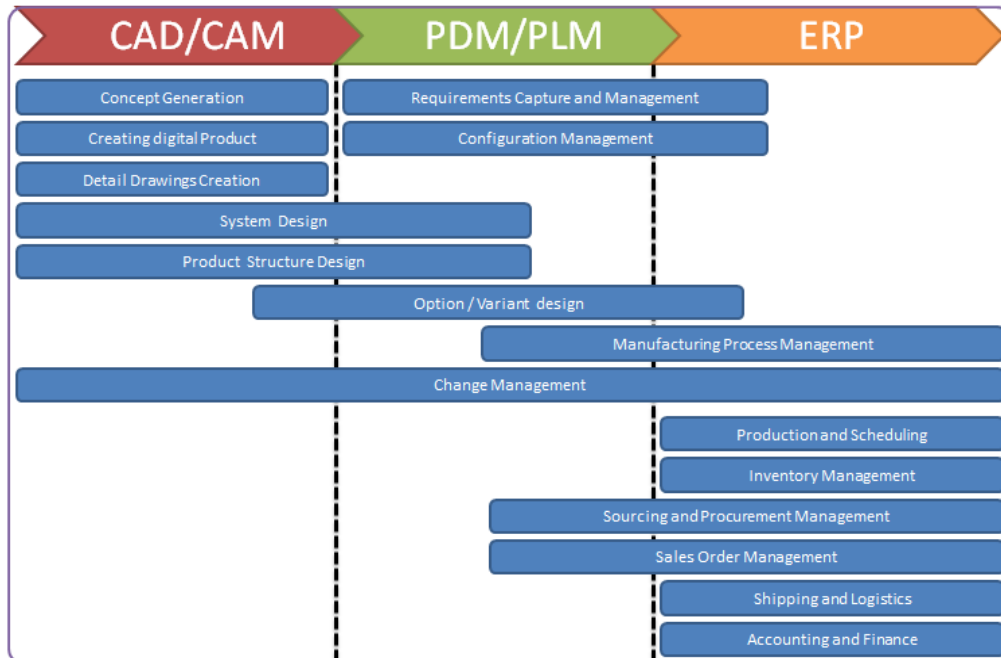 CAD/CAM
PDM/PLM
ERP
Concept Generation
Requirements Capture and Management
Creating digital Product
Configuration Management
Detail Drawings Creation
System Design
Product Structure Design
Option / Variant design
Manufacturing Process Management
Change Management
Production and Scheduling
Inventory Management
Sourcing and Procurement Management
Sales Order Management
Shipping and Logistics
Accounting and Finance